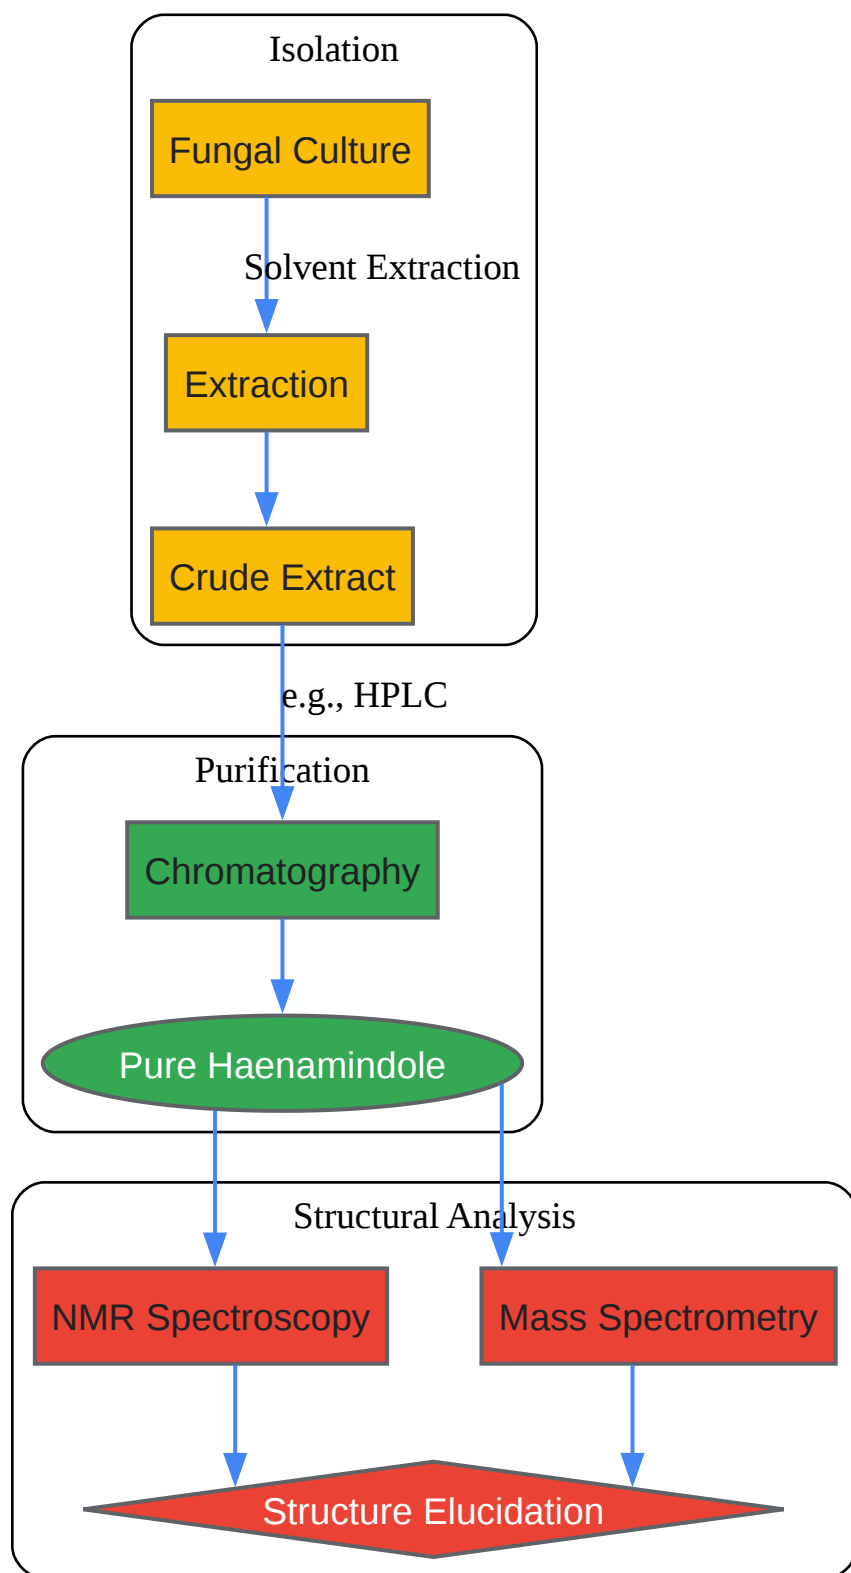 Isolation
Fungal Culture
Solvent Extraction
Extraction
Crude Extract
e.g., HPLC
Purification
Chromatography
Pure Haenamindole
Structural Analysis
NMR Spectroscopy
Mass Spectrometry
Structure Elucidation